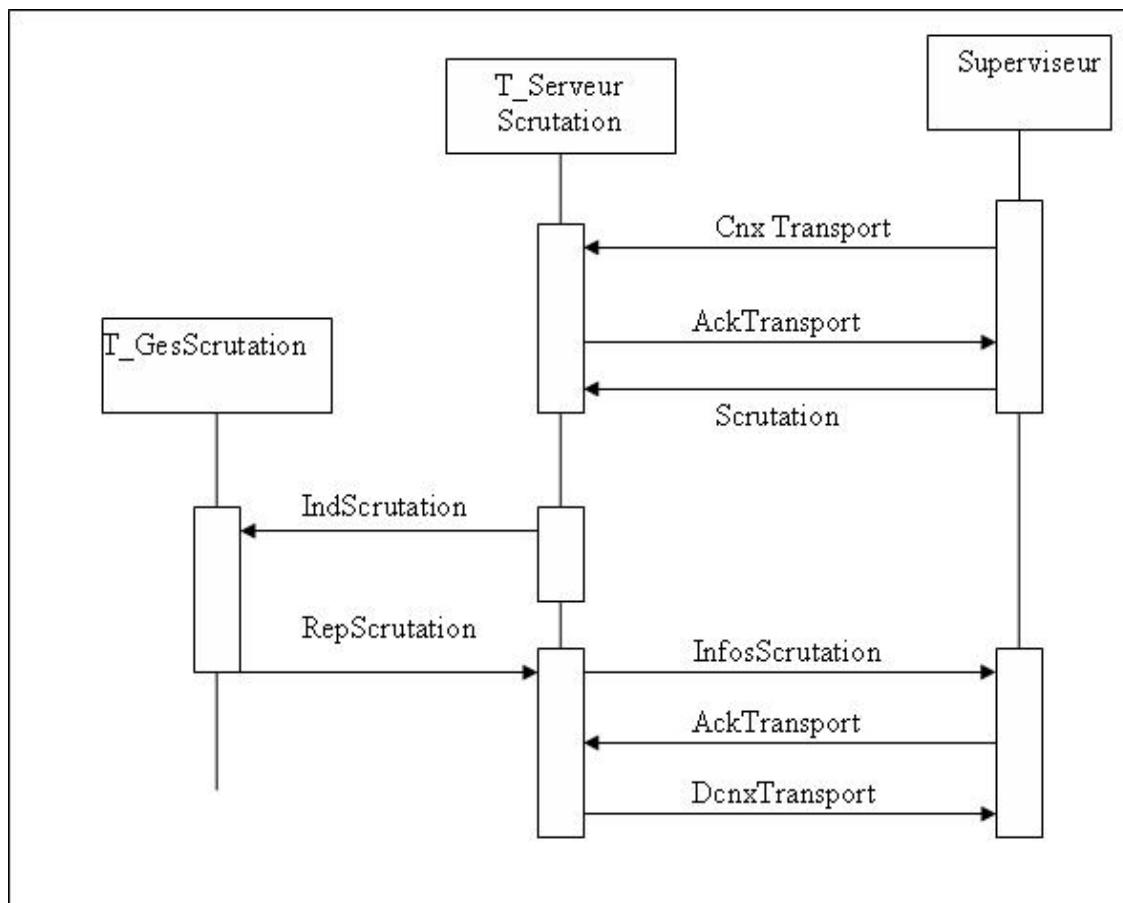 Superviseur
T_Serveur
Scrutation
Cnx Transport
AckTransport
T_GesScrutation
Scrutation
IndScrutation
RepScrutation
InfosScrutation
AckTransport
DcnxTransport